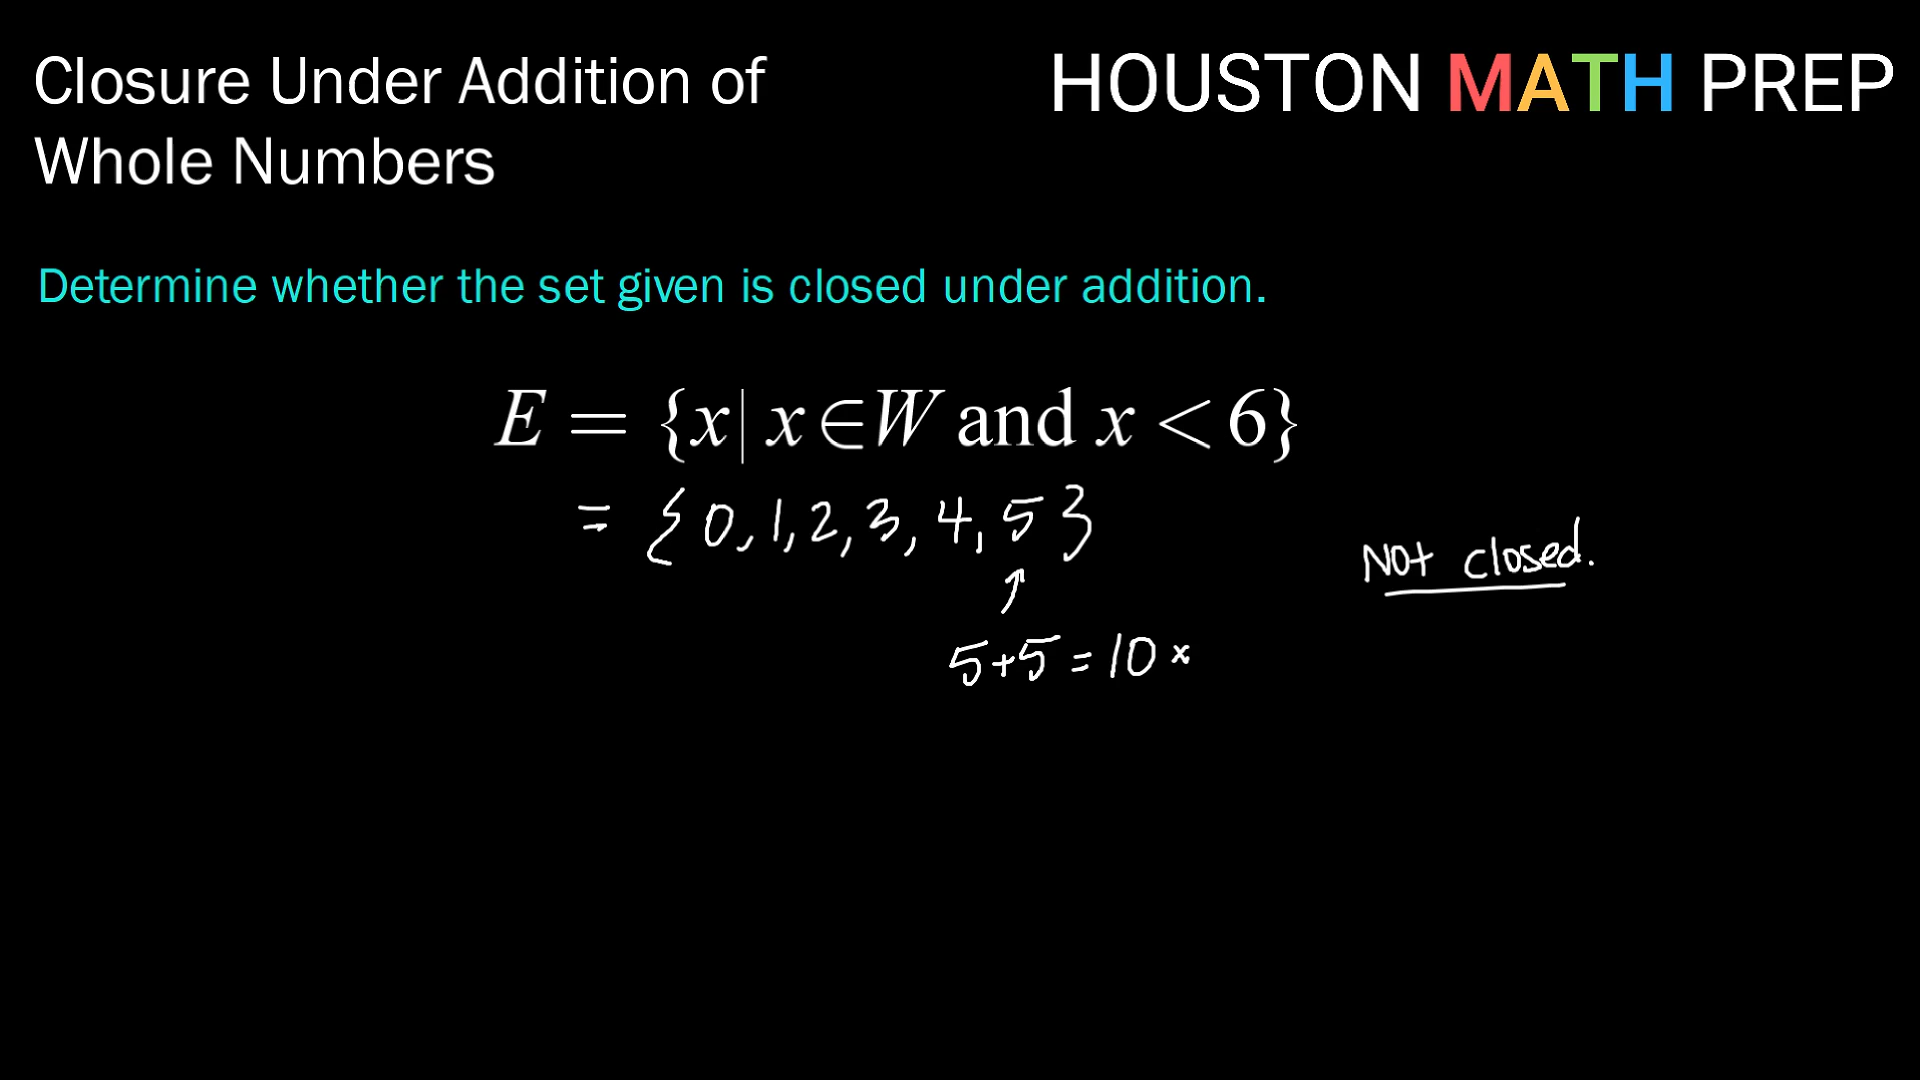 Closure Under Addition of
Whole Numbers
HOUSTON MATH PREP
Determine whether the set given is closed under addition.
E = {x| x∈W and x < 6}
= {0, 1, 2, 3, 4, 5}
Not closed.
↑
5+5 = 10 ×